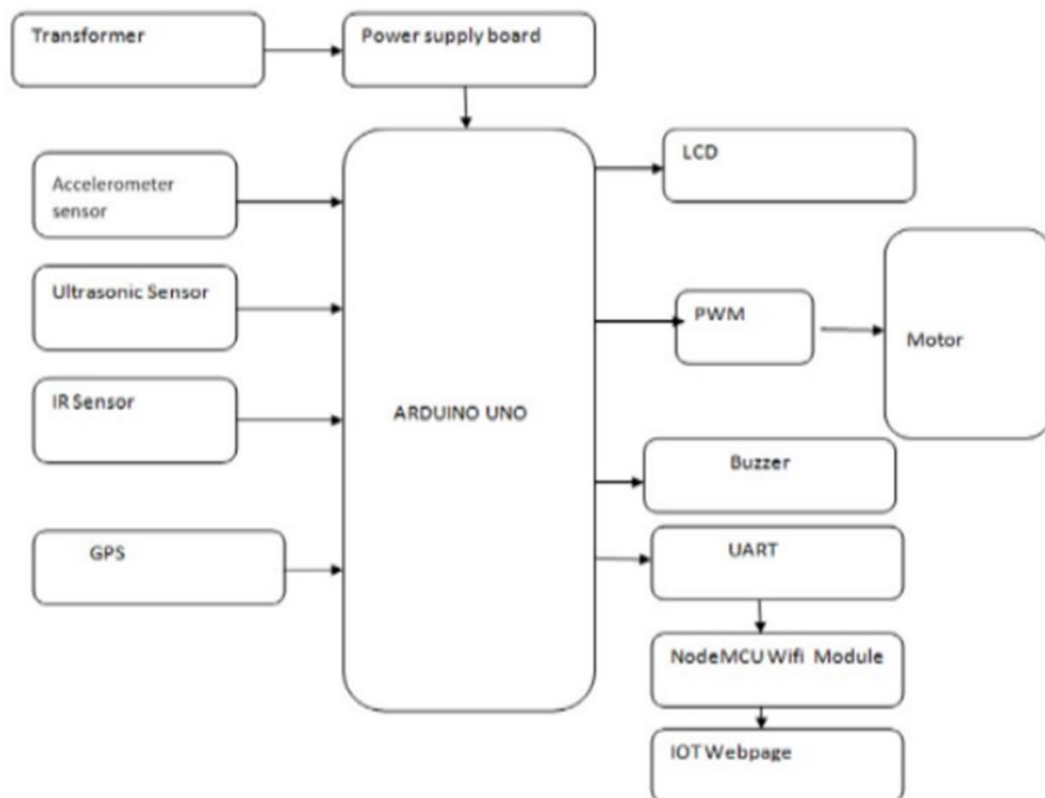 Transformer
Power supply board
LCD
Accelerometer
sensor
Ultrasonic Sensor
PWM
Motor
IR Sensor
ARDUINO UNO
Buzzer
GPS
UART
NodeMCU Wifi Module
IOT Webpage